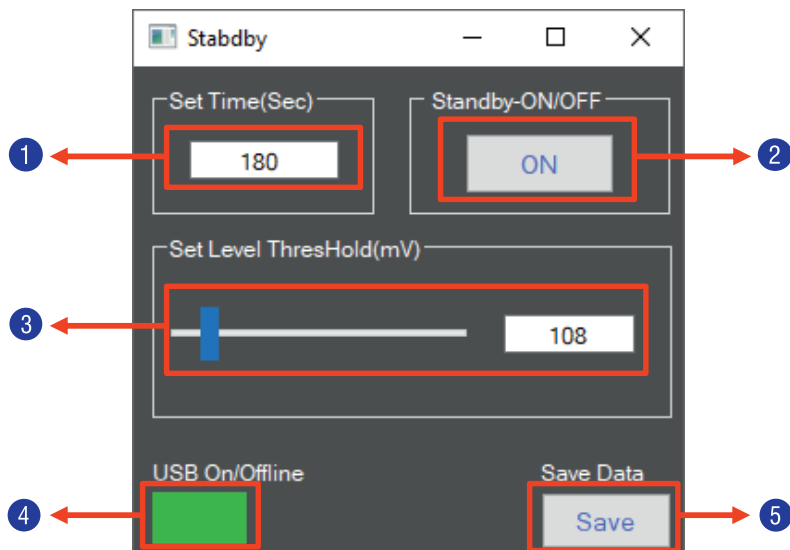 Stabdby
Set Time(Sec)
Standby-ON/OFF
1
180
ON
2
Set Level ThresHold(mV)
3
108
USB On/Offline
Save Data
4
Save
5